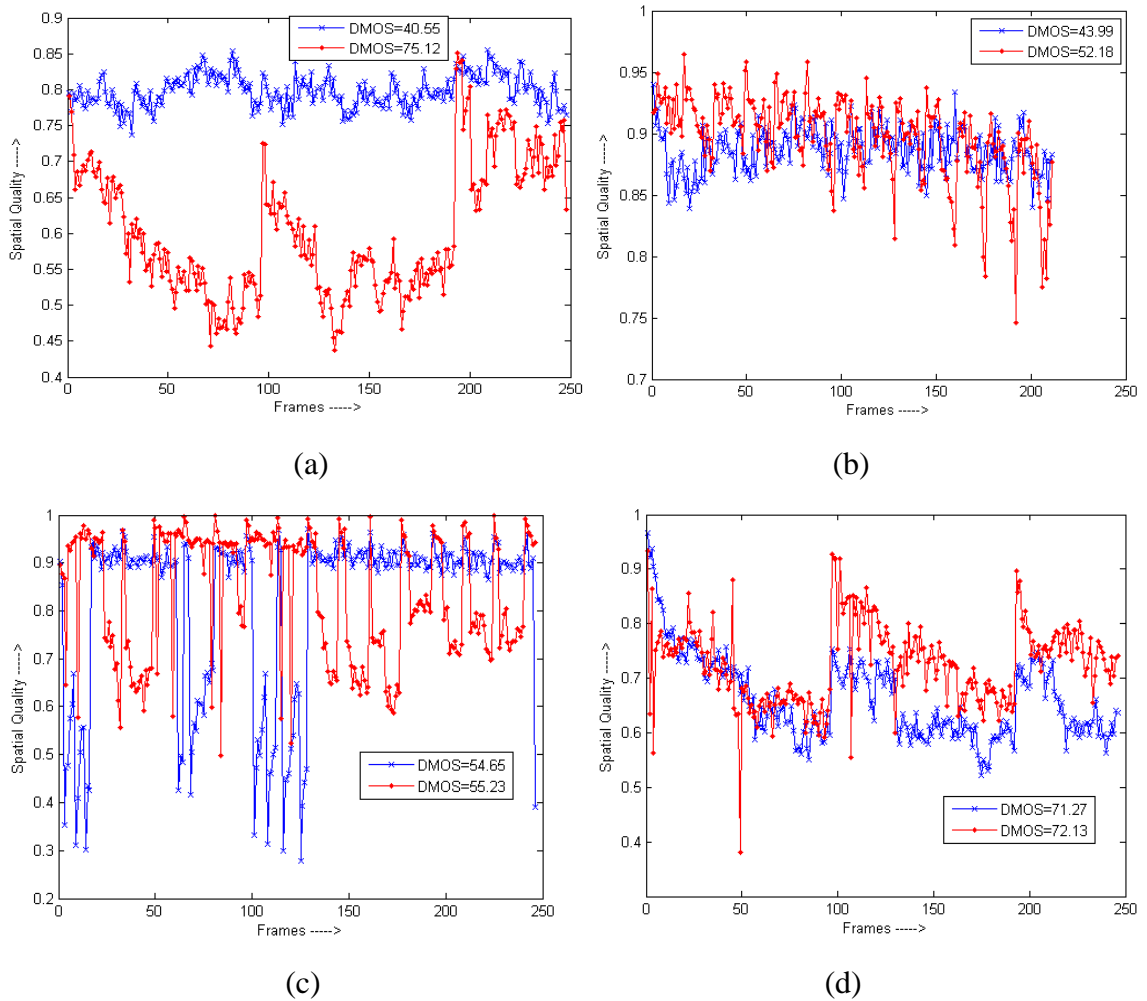 0.9
0.85
0.8
0.75
0.7
0.65
0.6
0.55
0.5
0.45
0.4
Spatial Quality ---->
DMOS=40.55
DMOS=75.12
0 50 100 150 200 250
Frames ----->
(a)
1
0.95
0.9
0.85
0.8
0.75
0.7
Spatial Quality ---->
DMOS=43.99
DMOS=52.18
0 50 100 150 200 250
Frames ----->
(b)
1
0.9
0.8
0.7
0.6
0.5
0.4
0.3
0.2
Spatial Quality ---->
DMOS=54.65
DMOS=55.23
0 50 100 150 200 250
Frames ----->
(c)
1
0.9
0.8
0.7
0.6
0.5
0.4
Spatial Quality ---->
DMOS=71.27
DMOS=72.13
0 50 100 150 200 250
Frames ----->
(d)